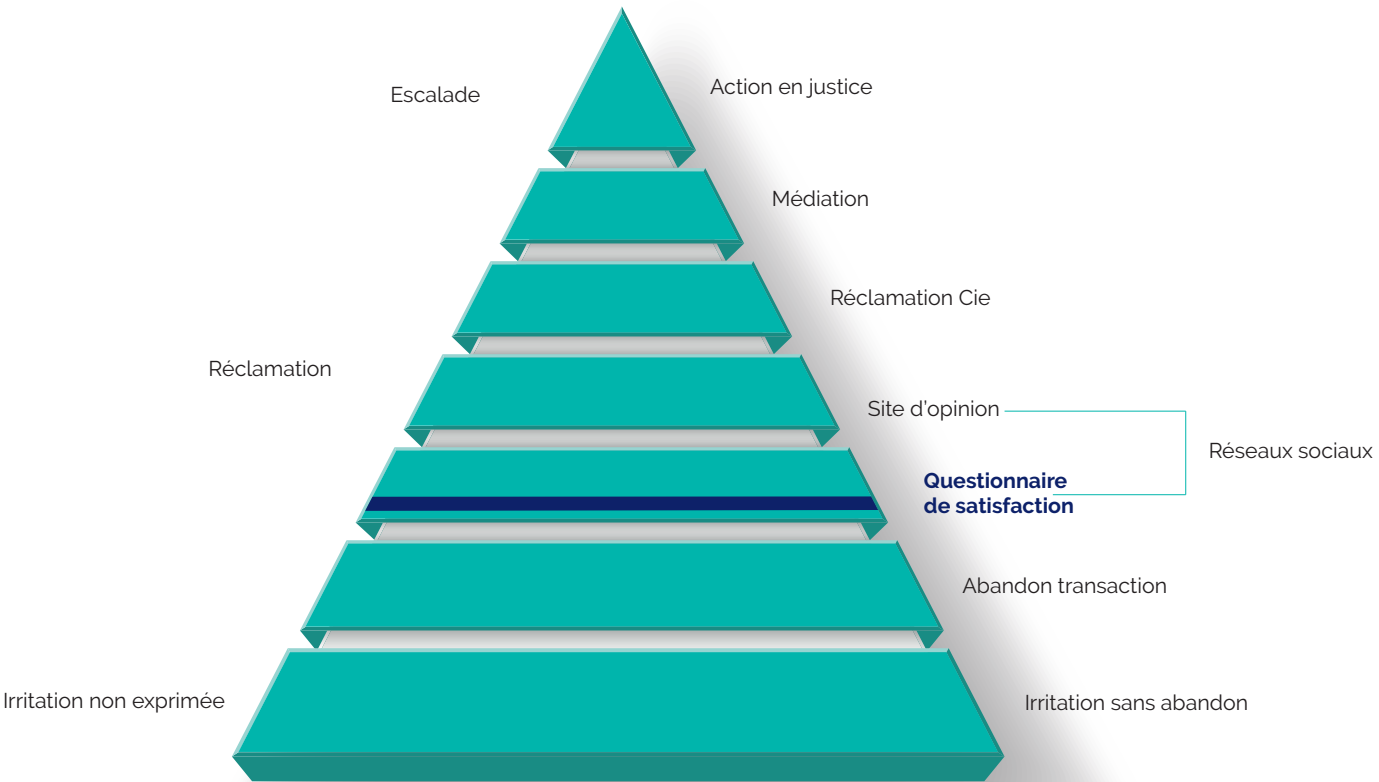 Escalade
Action en justice
Médiation
Réclamation Cie
Réclamation
Site d'opinion
Réseaux sociaux
Questionnaire
de satisfaction
Abandon transaction
Irritation non exprimée
Irritation sans abandon